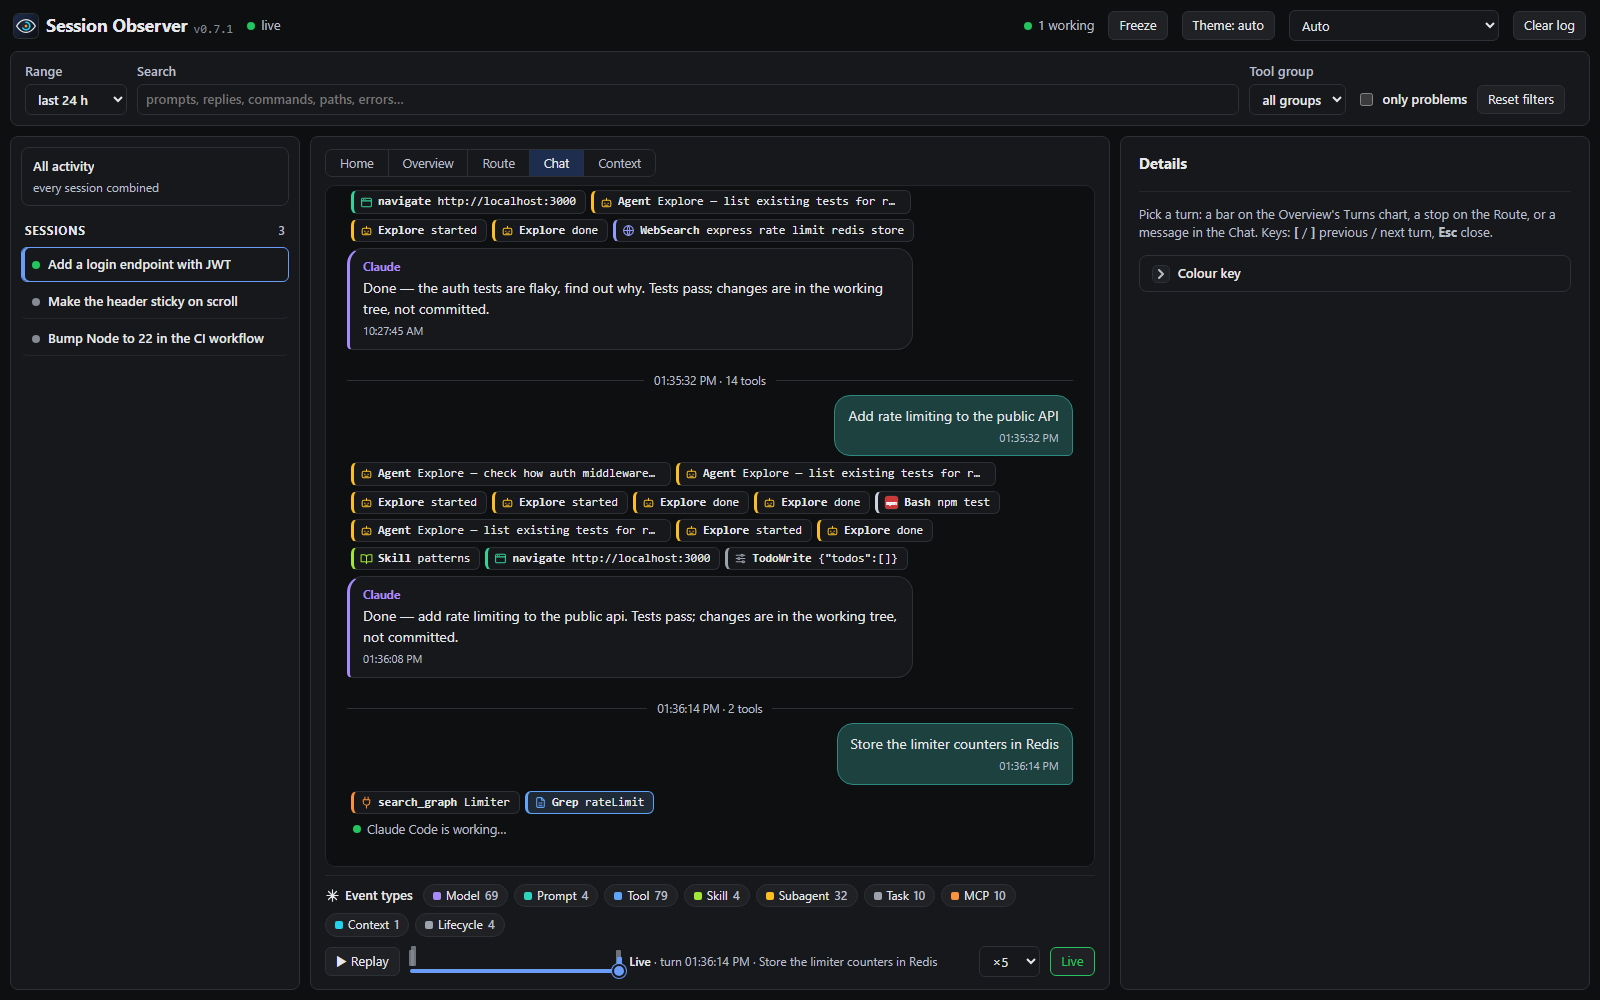 Session Observer v0.7.1 live
1 working Freeze Theme: auto Auto Clear log
Range Search Tool group
last 24 h prompts, replies, commands, paths, errors... all groups only problems Reset filters
All activity
every session combined
SESSIONS 3
Add a login endpoint with JWT
Make the header sticky on scroll
Bump Node to 22 in the CI workflow
Home Overview Route Chat Context
navigate http://localhost:3000 Agent Explore — list existing tests for r…
Explore started Explore done WebSearch express rate limit redis store
Claude
Done — the auth tests are flaky, find out why. Tests pass; changes are in the working
tree, not committed.
10:27:45 AM
01:35:32 PM · 14 tools
Add rate limiting to the public API
01:35:32 PM
Agent Explore — check how auth middleware… Agent Explore — list existing tests for r…
Explore started Explore started Explore done Explore done Bash npm test
Agent Explore — list existing tests for r… Explore started Explore done
Skill patterns navigate http://localhost:3000 TodoWrite {"todos":[]}
Claude
Done — add rate limiting to the public api. Tests pass; changes are in the working tree,
not committed.
01:36:08 PM
01:36:14 PM · 2 tools
Store the limiter counters in Redis
01:36:14 PM
search_graph Limiter Grep rateLimit
Claude Code is working...
Event types Model 69 Prompt 4 Tool 79 Skill 4 Subagent 32 Task 10 MCP 10
Context 1 Lifecycle 4
Replay Live · turn 01:36:14 PM · Store the limiter counters in Redis ×5 Live
Details
Pick a turn: a bar on the Overview's Turns chart, a stop on the Route, or a
message in the Chat. Keys: [ / ] previous / next turn, Esc close.
Colour key